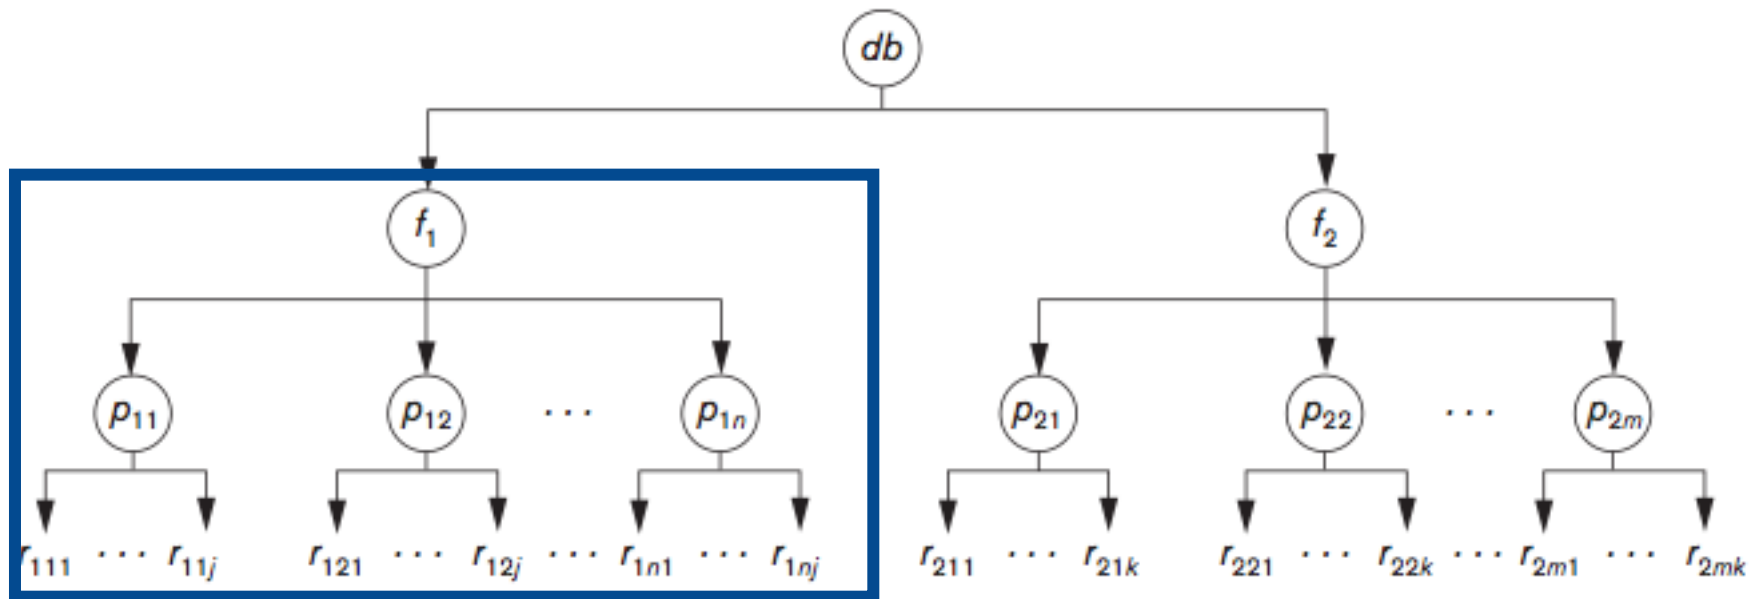 db
f1 f2
p11 p12 ... p1n p21 p22 ... p2m
r111 ... r11j r121 ... r12j ... r1n1 ... r1nj r211 ... r21k r221 ... r22k ... r2m1 ... r2mk